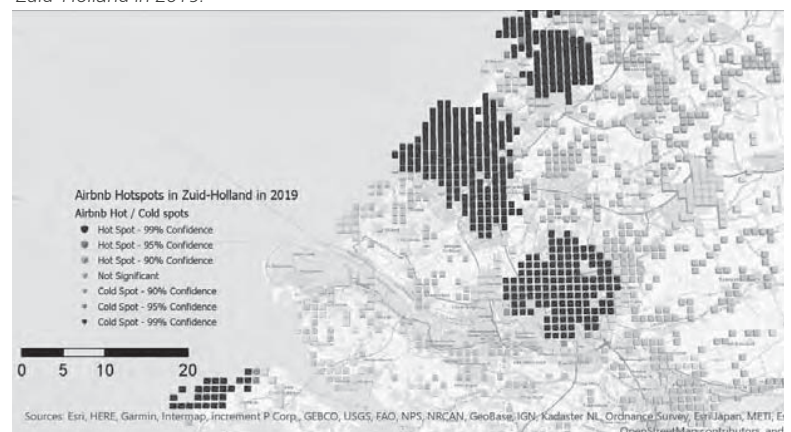 Zuid-Holland in 2019.
Airbnb Hotspots in Zuid-Holland in 2019
Airbnb Hot / Cold spots
Hot Spot - 99% Confidence
Hot Spot - 95% Confidence
Hot Spot - 90% Confidence
Not Significant
Cold Spot - 90% Confidence
Cold Spot - 95% Confidence
Cold Spot - 99% Confidence
0 5 10 20
Sources: Esri, HERE, Garmin, Intermap, increment P Corp., GEBCO, USGS, FAO, NPS, NRCAN, GeoBase, IGN, Kadaster NL, Ordnance Survey, Esri Japan, METI, Es
OpenStreetMap contributors, and